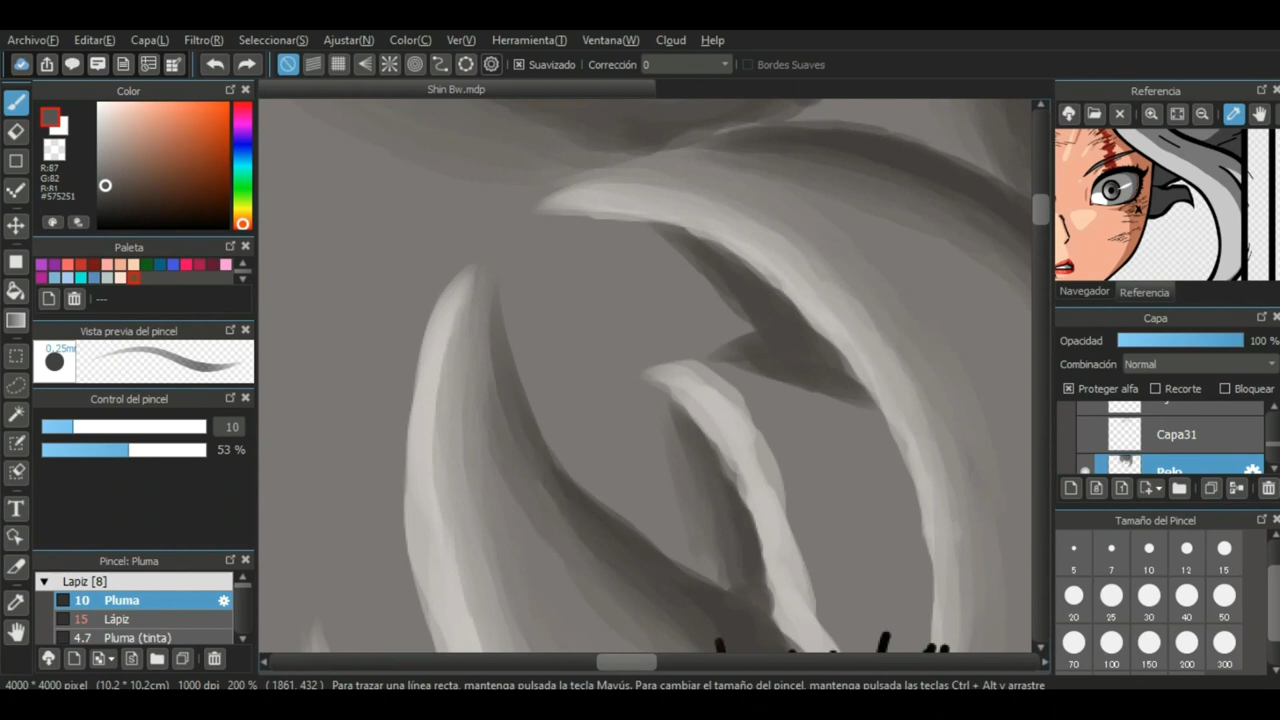 Archivo(F) Editar(E) Capa(L) Filtro(R) Seleccionar(S) Ajustar(N) Color(C) Ver(V) Herramienta(T) Ventana(W) Cloud Help
Suavizado Corrección 0 Bordes Suaves
Color
Shin Bw.mdp
Referencia
R:87
G:82
R:81
#575251
Paleta
---
Navegador Referencia
Capa
Vista previa del pincel
Opacidad 100 %
0.25m
Combinación Normal
Proteger alfa Recorte Bloquear
Control del pincel
10
53 %
Capa31
Pelo
Tamaño del Pincel
5 7 10 12 15
20 25 30 40 50
70 100 150 200 300
T
Pincel: Pluma
Lapiz [8]
10 Pluma
15 Lápiz
4.7 Pluma (tinta)
4000 * 4000 pixel (10.2 * 10.2cm) 1000 dpi 200 % ( 1861, 432 ) Para trazar una línea recta, mantenga pulsada la tecla Mayús. Para cambiar el tamaño del pincel, mantenga pulsadas las teclas Ctrl + Alt y arrastre